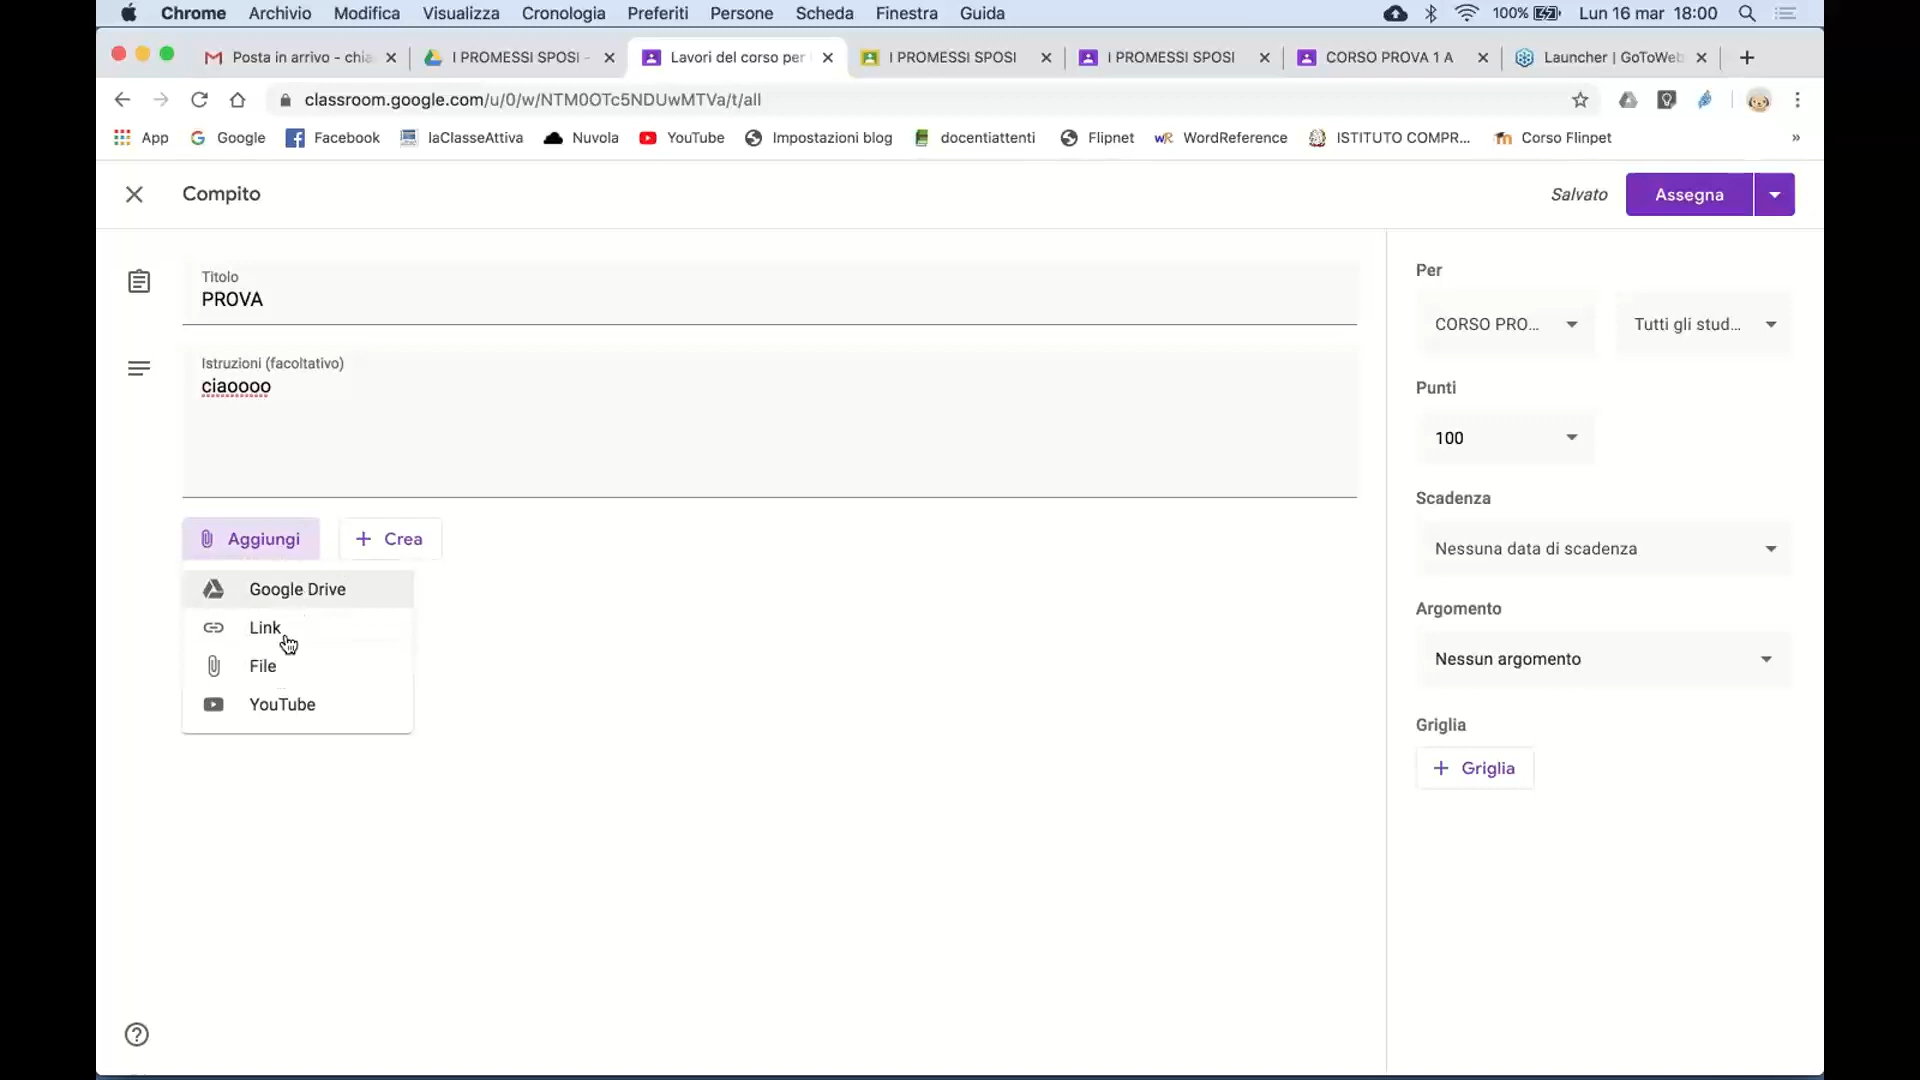 Chrome Archivio Modifica Visualizza Cronologia Preferiti Persone Scheda Finestra Guida 100% Lun 16 mar 18:00
Posta in arrivo - chia I PROMESSI SPOSI - Lavori del corso per I PROMESSI SPOSI I PROMESSI SPOSI CORSO PROVA 1 A Launcher | GoToWeb
classroom.google.com/u/0/w/NTM0OTc5NDUwMTVa/t/all
App Google Facebook laClasseAttiva Nuvola YouTube Impostazioni blog docentiattenti Flipnet WordReference ISTITUTO COMPR... Corso Flinpet »
Compito Salvato Assegna
Titolo
PROVA
Istruzioni (facoltativo)
ciaoooo
Aggiungi + Crea
Google Drive
Link
File
YouTube
Per
CORSO PRO... Tutti gli stud...
Punti
100
Scadenza
Nessuna data di scadenza
Argomento
Nessun argomento
Griglia
+ Griglia